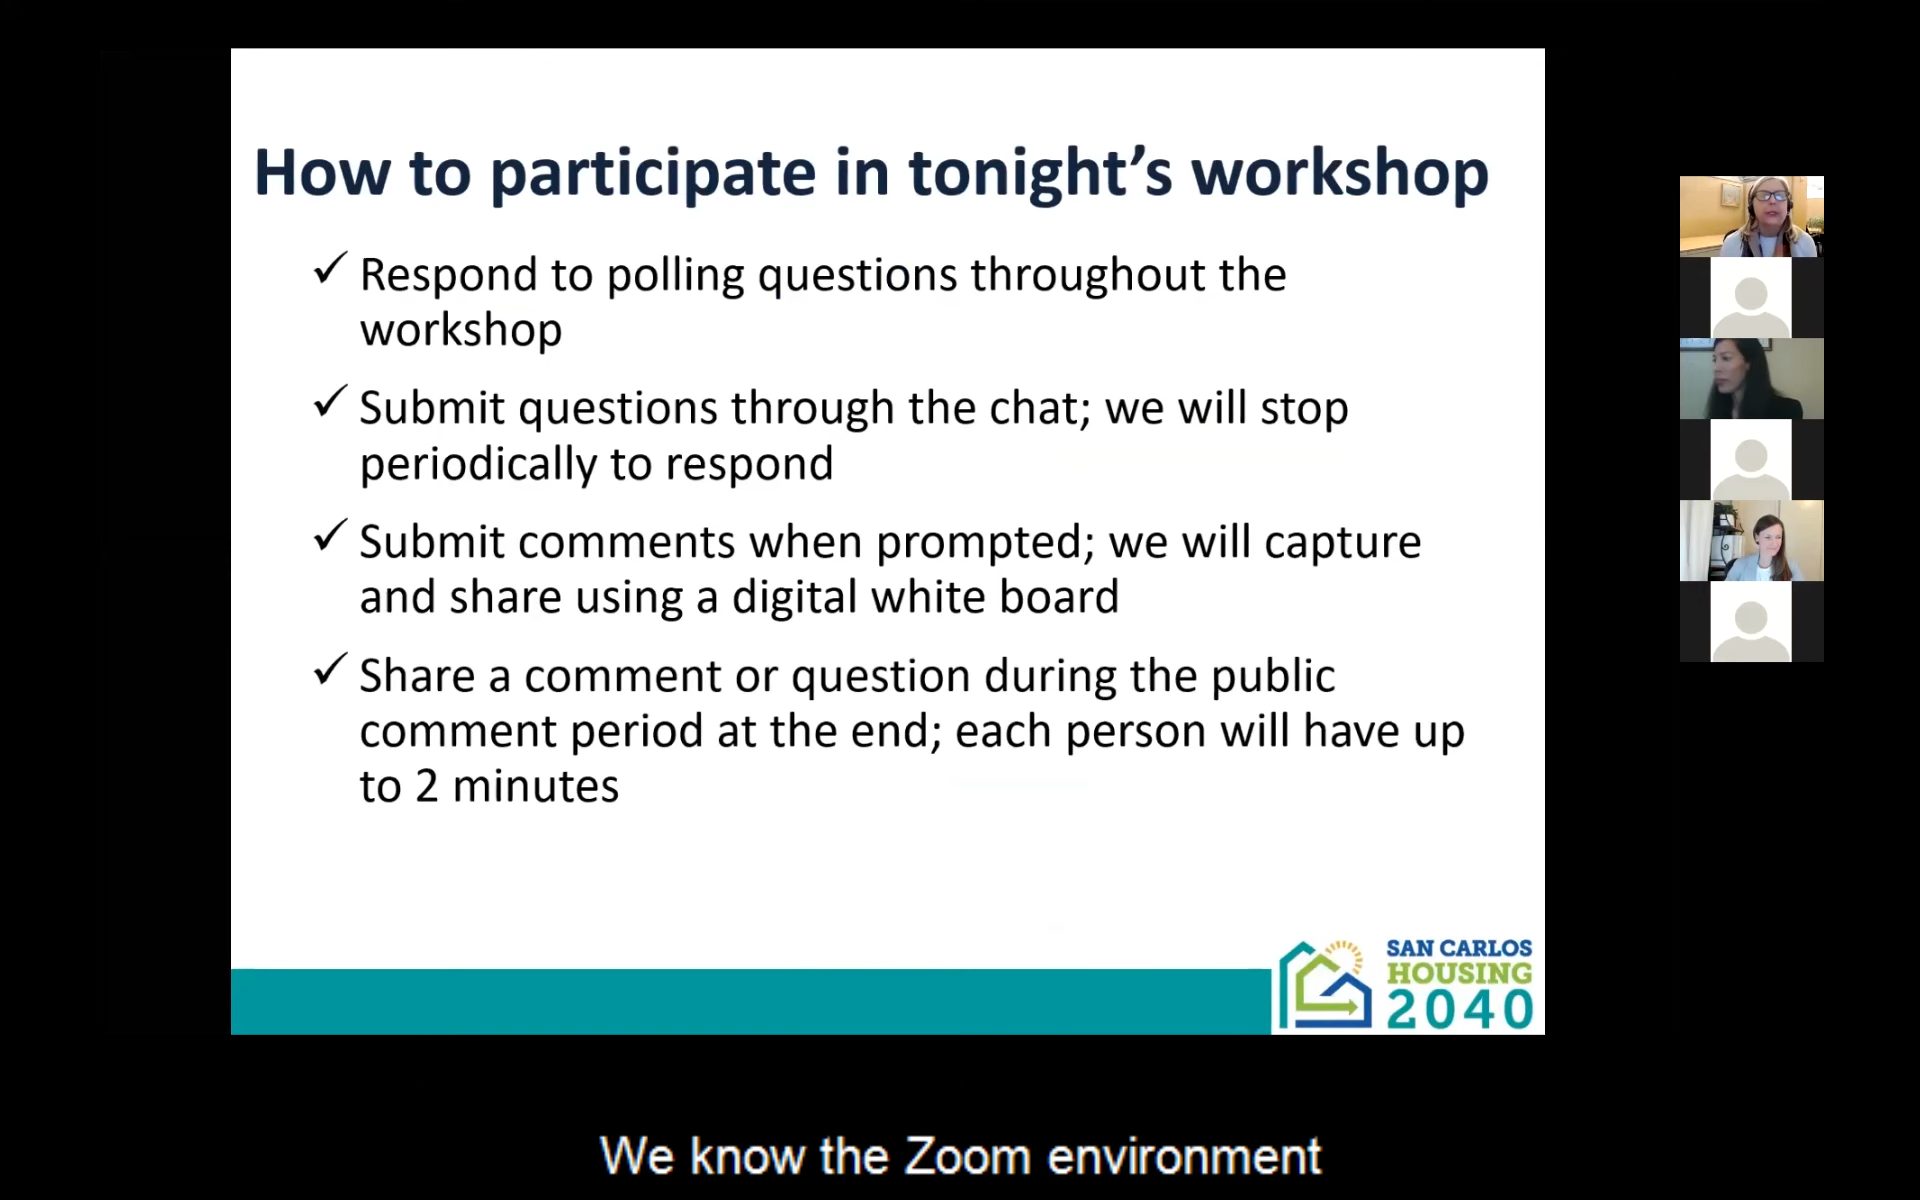 How to participate in tonight’s workshop
✓ Respond to polling questions throughout the
workshop
✓ Submit questions through the chat; we will stop
periodically to respond
✓ Submit comments when prompted; we will capture
and share using a digital white board
✓ Share a comment or question during the public
comment period at the end; each person will have up
to 2 minutes
SAN CARLOS
HOUSING
2040
We know the Zoom environment